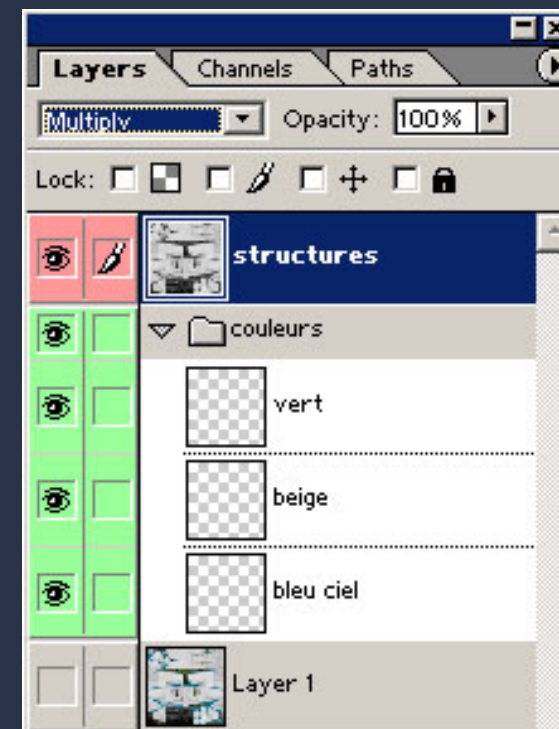 Layers Channels Paths
Multiply Opacity: 100%
Lock:
structures
couleurs
vert
beige
bleu ciel
Layer 1